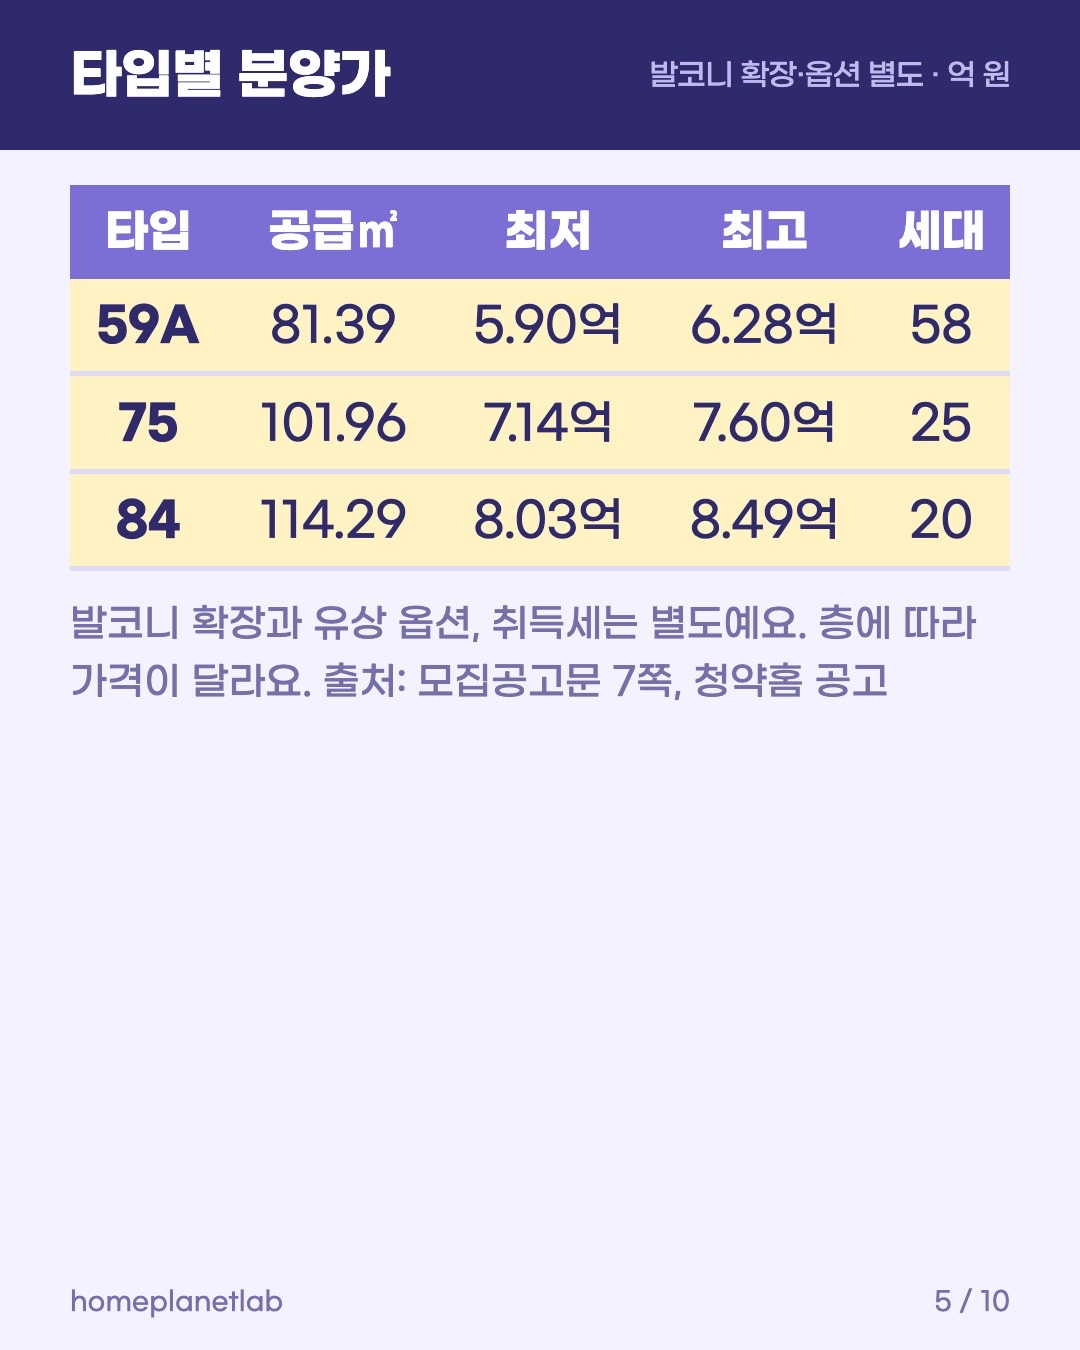 타입별 분양가
발코니 확장·옵션 별도 · 억 원
타입 공급㎡ 최저 최고 세대
59A 81.39 5.90억 6.28억 58
75 101.96 7.14억 7.60억 25
84 114.29 8.03억 8.49억 20
발코니 확장과 유상 옵션, 취득세는 별도예요. 층에 따라
가격이 달라요. 출처: 모집공고문 7쪽, 청약홈 공고
homeplanetlab
5 / 10